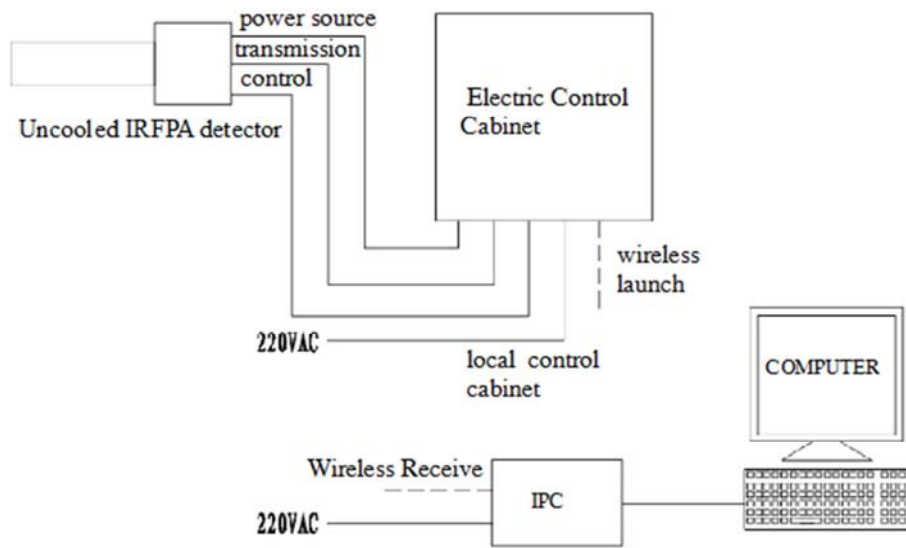 power source
transmission
control
Uncooled IRFPA detector
Electric Control
Cabinet
wireless
launch
220VAC
local control
cabinet
COMPUTER
Wireless Receive
IPC
220VAC